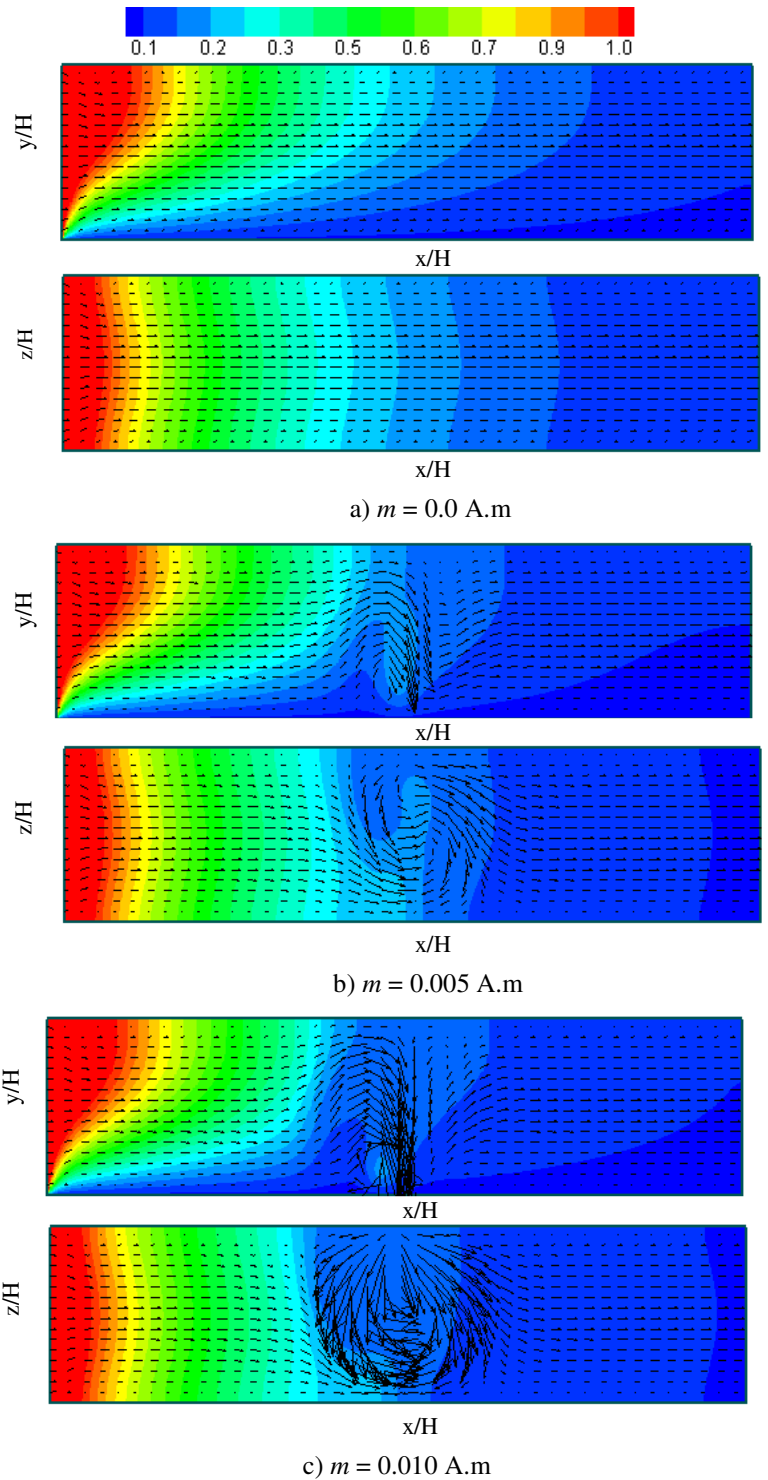 0.1 0.2 0.3 0.5 0.6 0.7 0.9 1.0
y/H
x/H
z/H
x/H
a) m = 0.0 A.m
y/H
x/H
z/H
x/H
b) m = 0.005 A.m
y/H
x/H
z/H
x/H
c) m = 0.010 A.m